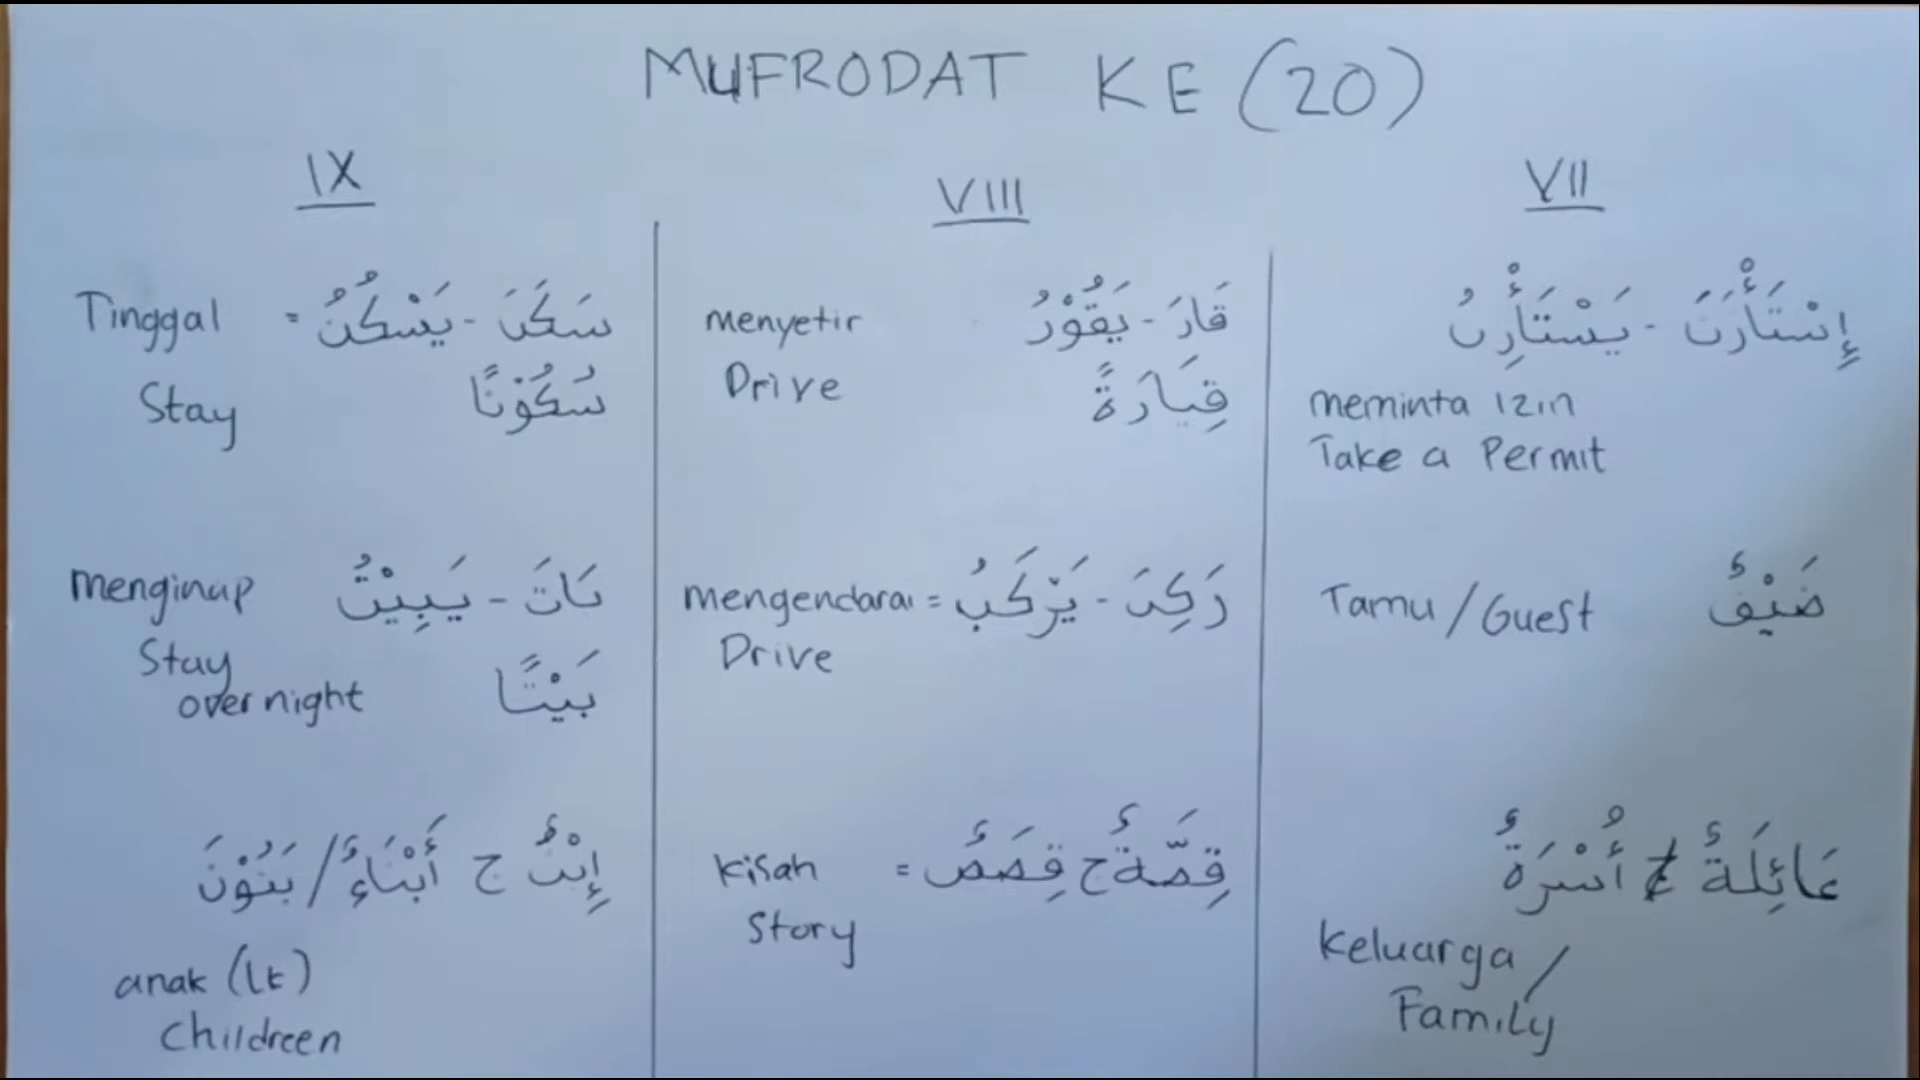 MUFRODAT KE (20)
IX
Tinggal = سَكَنَ - يَسْكُنُ
Stay سُكُوْنًا
menginap بَاتَ - يَبِيْتُ
Stay
over night بَيْتًا
إِبْنٌ ج أَبْنَاءٌ / بَنُوْنَ
anak (lk)
Childreen
VIII
menyetir قَادَ - يَقُوْدُ
Drive قِيَادَةً
mengendarai = رَكِبَ - يَرْكَبُ
Drive
kisah = قِصَّةٌ ج قِصَصٌ
Story
VII
إِسْتَأْذَنَ - يَسْتَأْذِنُ
meminta izin
Take a Permit
Tamu / Guest ضَيْفٌ
عَائِلَةٌ / أُسْرَةٌ
keluarga /
Family